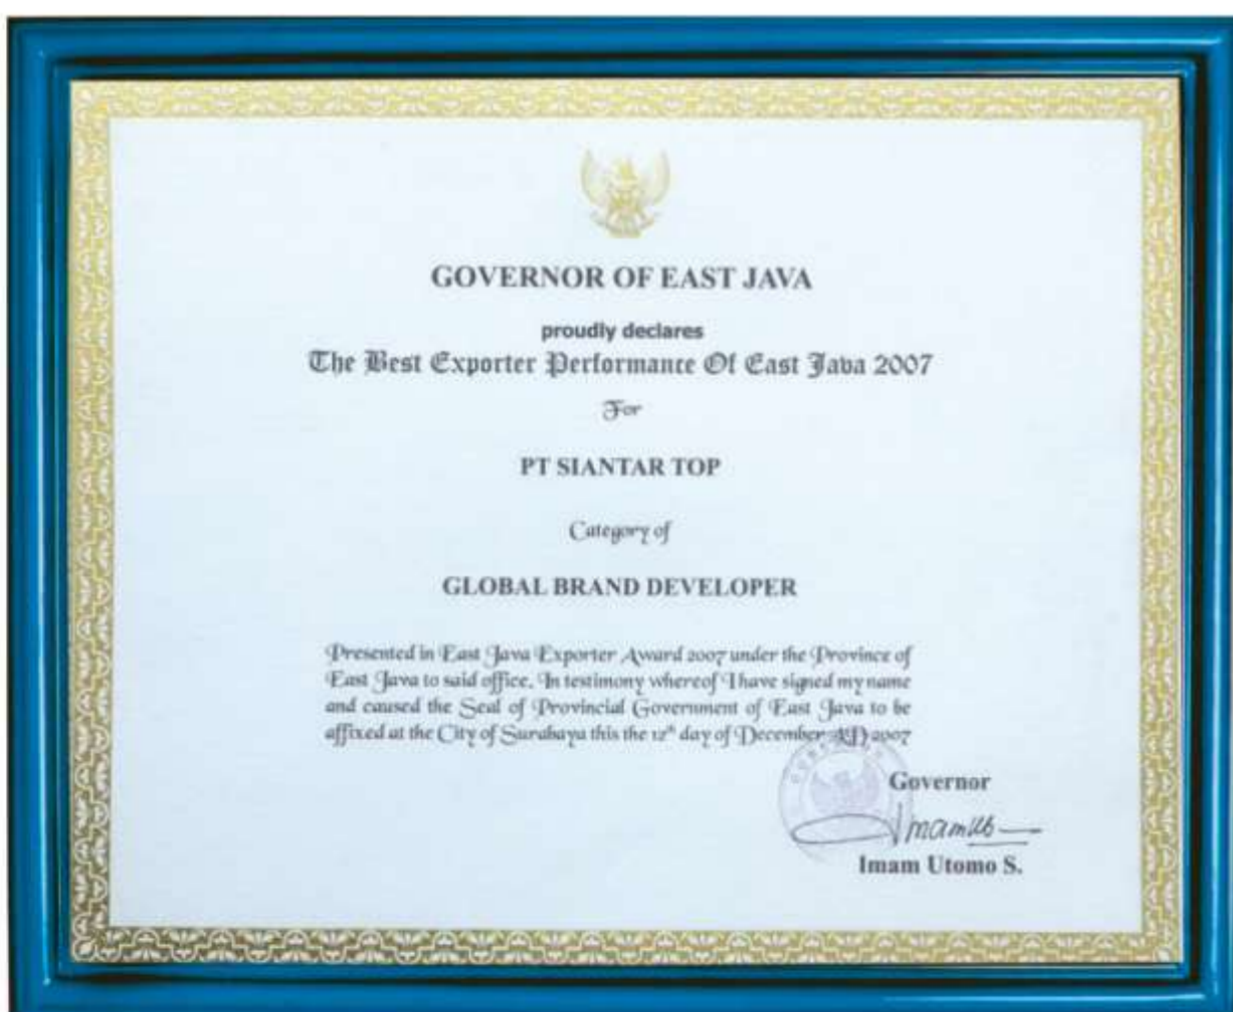 GOVERNOR OF EAST JAVA
proudly declares
The Best Exporter Performance Of East Java 2007
For
PT SIANTAR TOP
Category of
GLOBAL BRAND DEVELOPER
Presented in East Java Exporter Award 2007 under the Province of
East Java to said office. In testimony whereof I have signed my name
and caused the Seal of Provincial Government of East Java to be
affixed at the City of Surabaya this the 12th day of December AD 2007
Governor
Imam Utomo S.